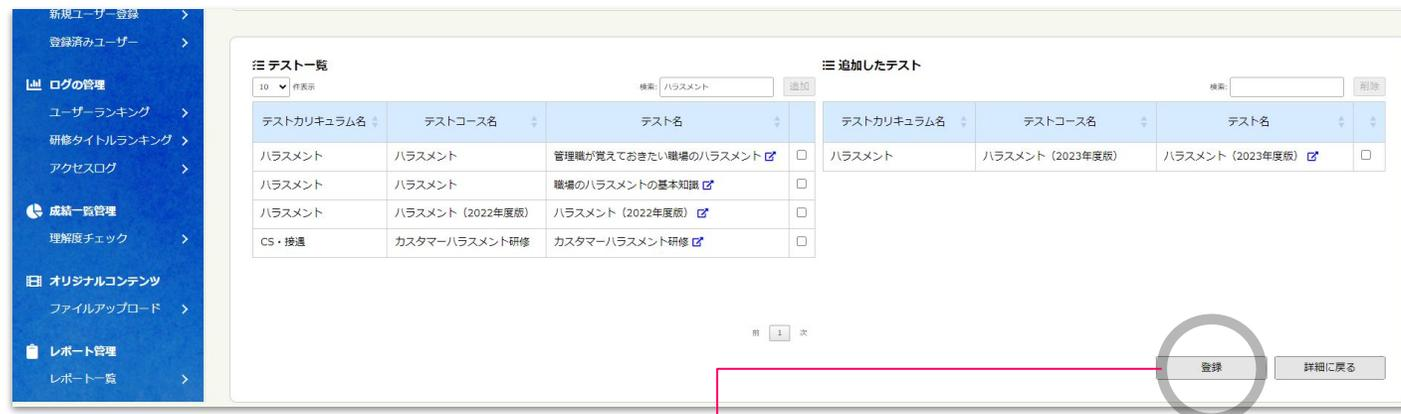 新規ユーザー登録
登録済みユーザー
ログの管理
ユーザーランキング
研修タイトルランキング
アクセスログ
成績一覧管理
理解度チェック
オリジナルコンテンツ
ファイルアップロード
レポート管理
レポート一覧
テスト一覧
10 件表示 検索: ハラスメント 追加
テストカリキュラム名 テストコース名 テスト名
ハラスメント ハラスメント 管理職が覚えておきたい職場のハラスメント
ハラスメント ハラスメント 職場のハラスメントの基本知識
ハラスメント ハラスメント（2022年度版） ハラスメント（2022年度版）
CS・接遇 カスタマーハラスメント研修 カスタマーハラスメント研修
前 1 次
追加したテスト
検索: 削除
テストカリキュラム名 テストコース名 テスト名
ハラスメント ハラスメント（2023年度版） ハラスメント（2023年度版）
登録 詳細に戻る